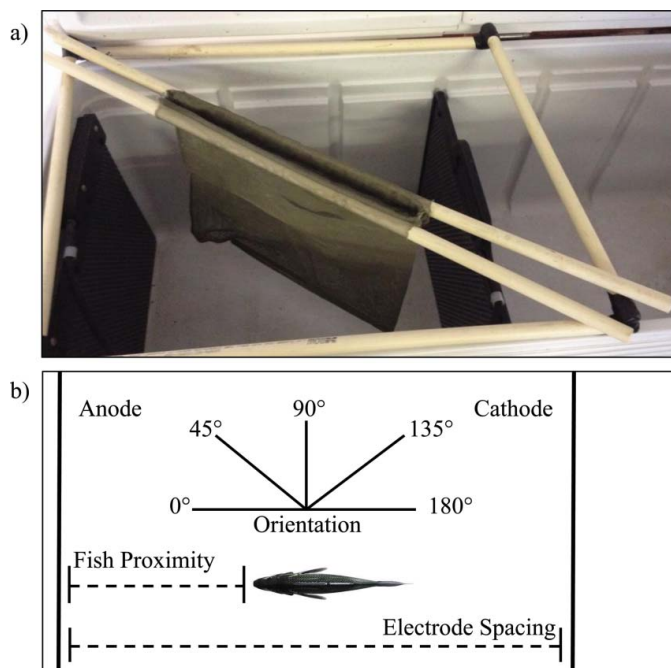 a)
b)
Anode
90°
Cathode
45°
135°
0°
180°
Orientation
Fish Proximity
Electrode Spacing